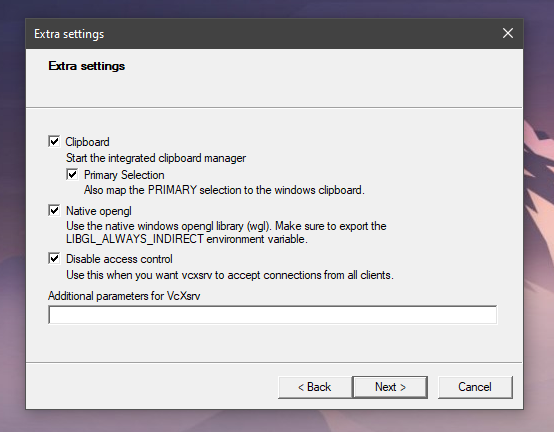 Extra settings
Extra settings
Clipboard
Start the integrated clipboard manager
Primary Selection
Also map the PRIMARY selection to the windows clipboard.
Native opengl
Use the native windows opengl library (wgl). Make sure to export the
LIBGL_ALWAYS_INDIRECT environment variable.
Disable access control
Use this when you want vcxsrv to accept connections from all clients.
Additional parameters for VcXsrv
< Back Next > Cancel